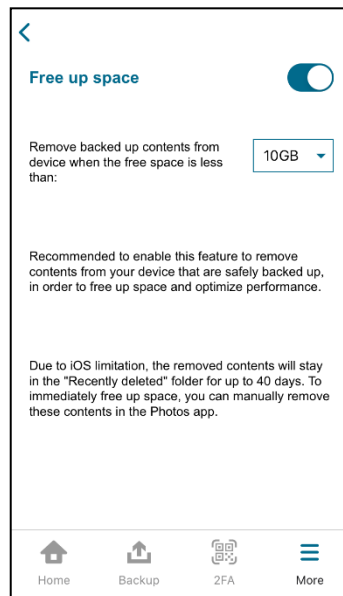 Free up space
Remove backed up contents from
device when the free space is less
than:
10GB
Recommended to enable this feature to remove
contents from your device that are safely backed up,
in order to free up space and optimize performance.
Due to iOS limitation, the removed contents will stay
in the "Recently deleted" folder for up to 40 days. To
immediately free up space, you can manually remove
these contents in the Photos app.
Home
Backup
2FA
More